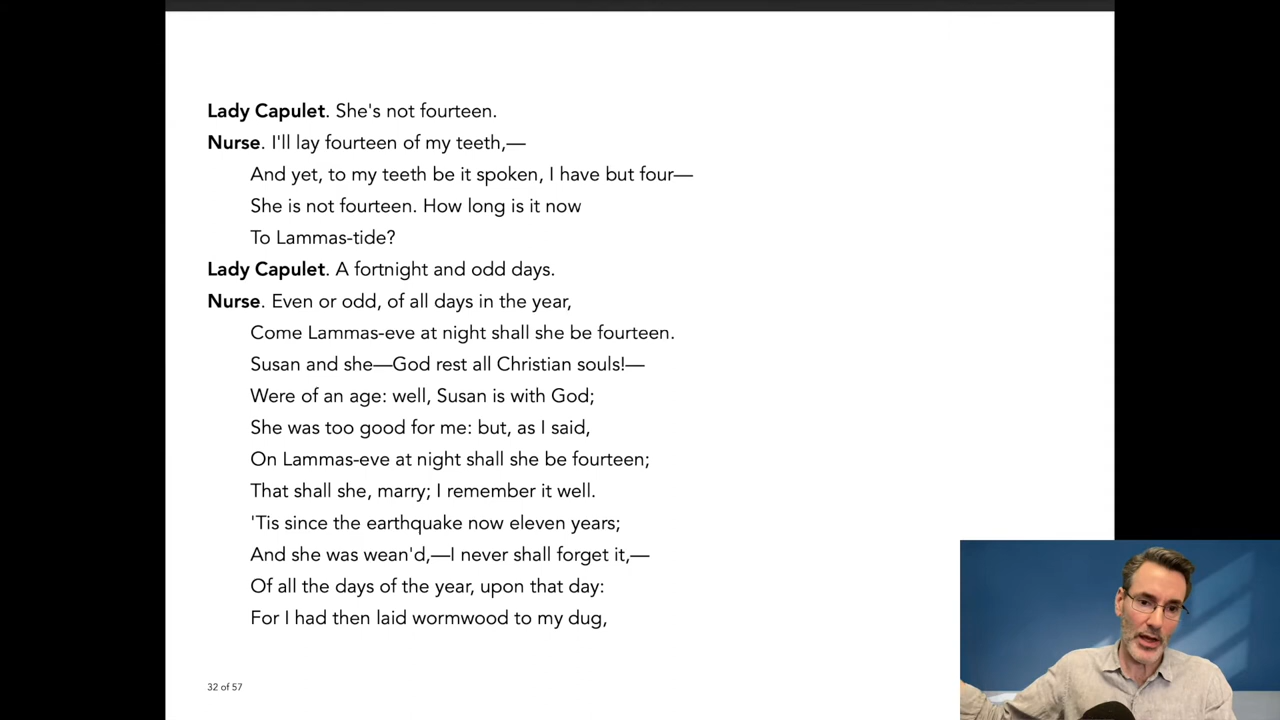 Lady Capulet. She's not fourteen.
Nurse. I'll lay fourteen of my teeth,—
And yet, to my teeth be it spoken, I have but four—
She is not fourteen. How long is it now
To Lammas-tide?
Lady Capulet. A fortnight and odd days.
Nurse. Even or odd, of all days in the year,
Come Lammas-eve at night shall she be fourteen.
Susan and she—God rest all Christian souls!—
Were of an age: well, Susan is with God;
She was too good for me: but, as I said,
On Lammas-eve at night shall she be fourteen;
That shall she, marry; I remember it well.
'Tis since the earthquake now eleven years;
And she was wean'd,—I never shall forget it,—
Of all the days of the year, upon that day:
For I had then laid wormwood to my dug,
32 of 57